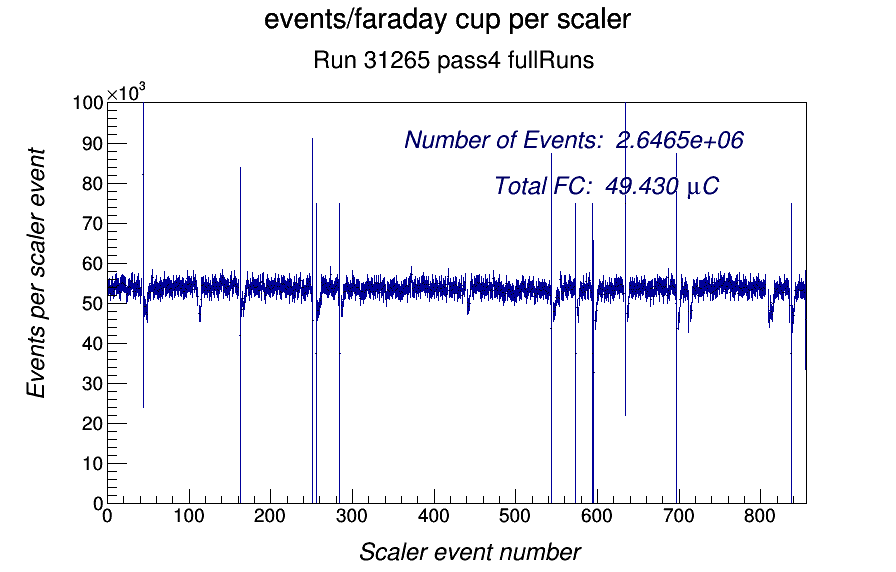 events/faraday cup per scaler
Run 31265 pass4 fullRuns
×10³
100
90
80
70
60
50
40
30
20
10
0
Number of Events: 2.6465e+06
Total FC: 49.430 μC
Events per scaler event
0 100 200 300 400 500 600 700 800
Scaler event number